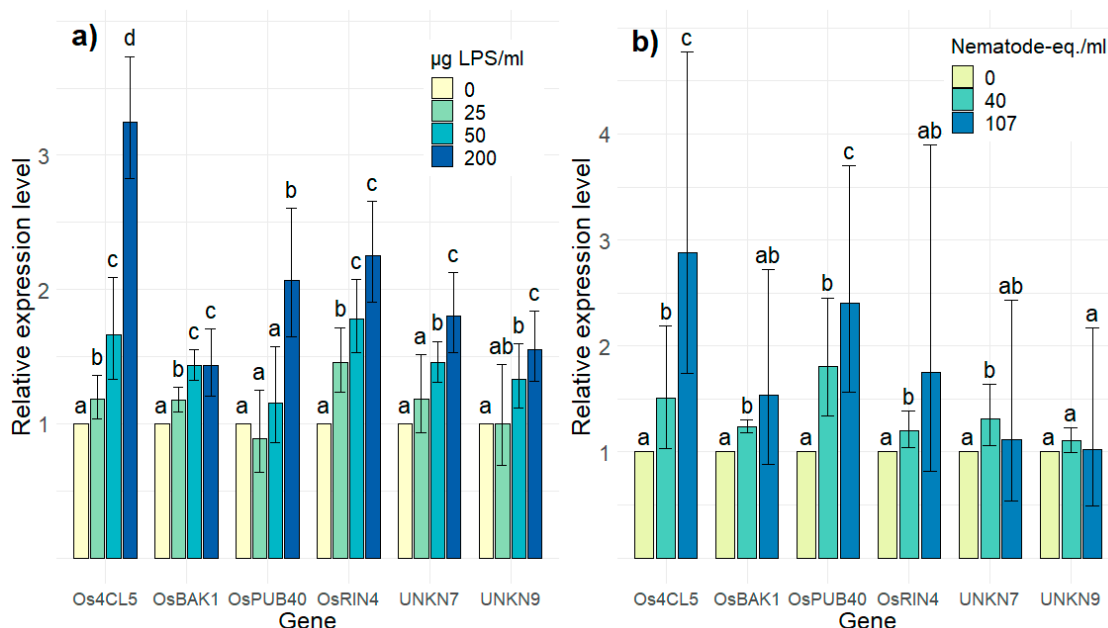 a)
µg LPS/ml
0
25
50
200
Relative expression level
3
2
1
a b c d
a b c c
a a a b
a b c c
a a b c
a ab b c
Os4CL5 OsBAK1 OsPUB40 OsRIN4 UNKN7 UNKN9
Gene
b)
Nematode-eq./ml
0
40
107
Relative expression level
4
3
2
1
a b c
a b ab
a b c
a b ab
a b ab
a a a
Os4CL5 OsBAK1 OsPUB40 OsRIN4 UNKN7 UNKN9
Gene